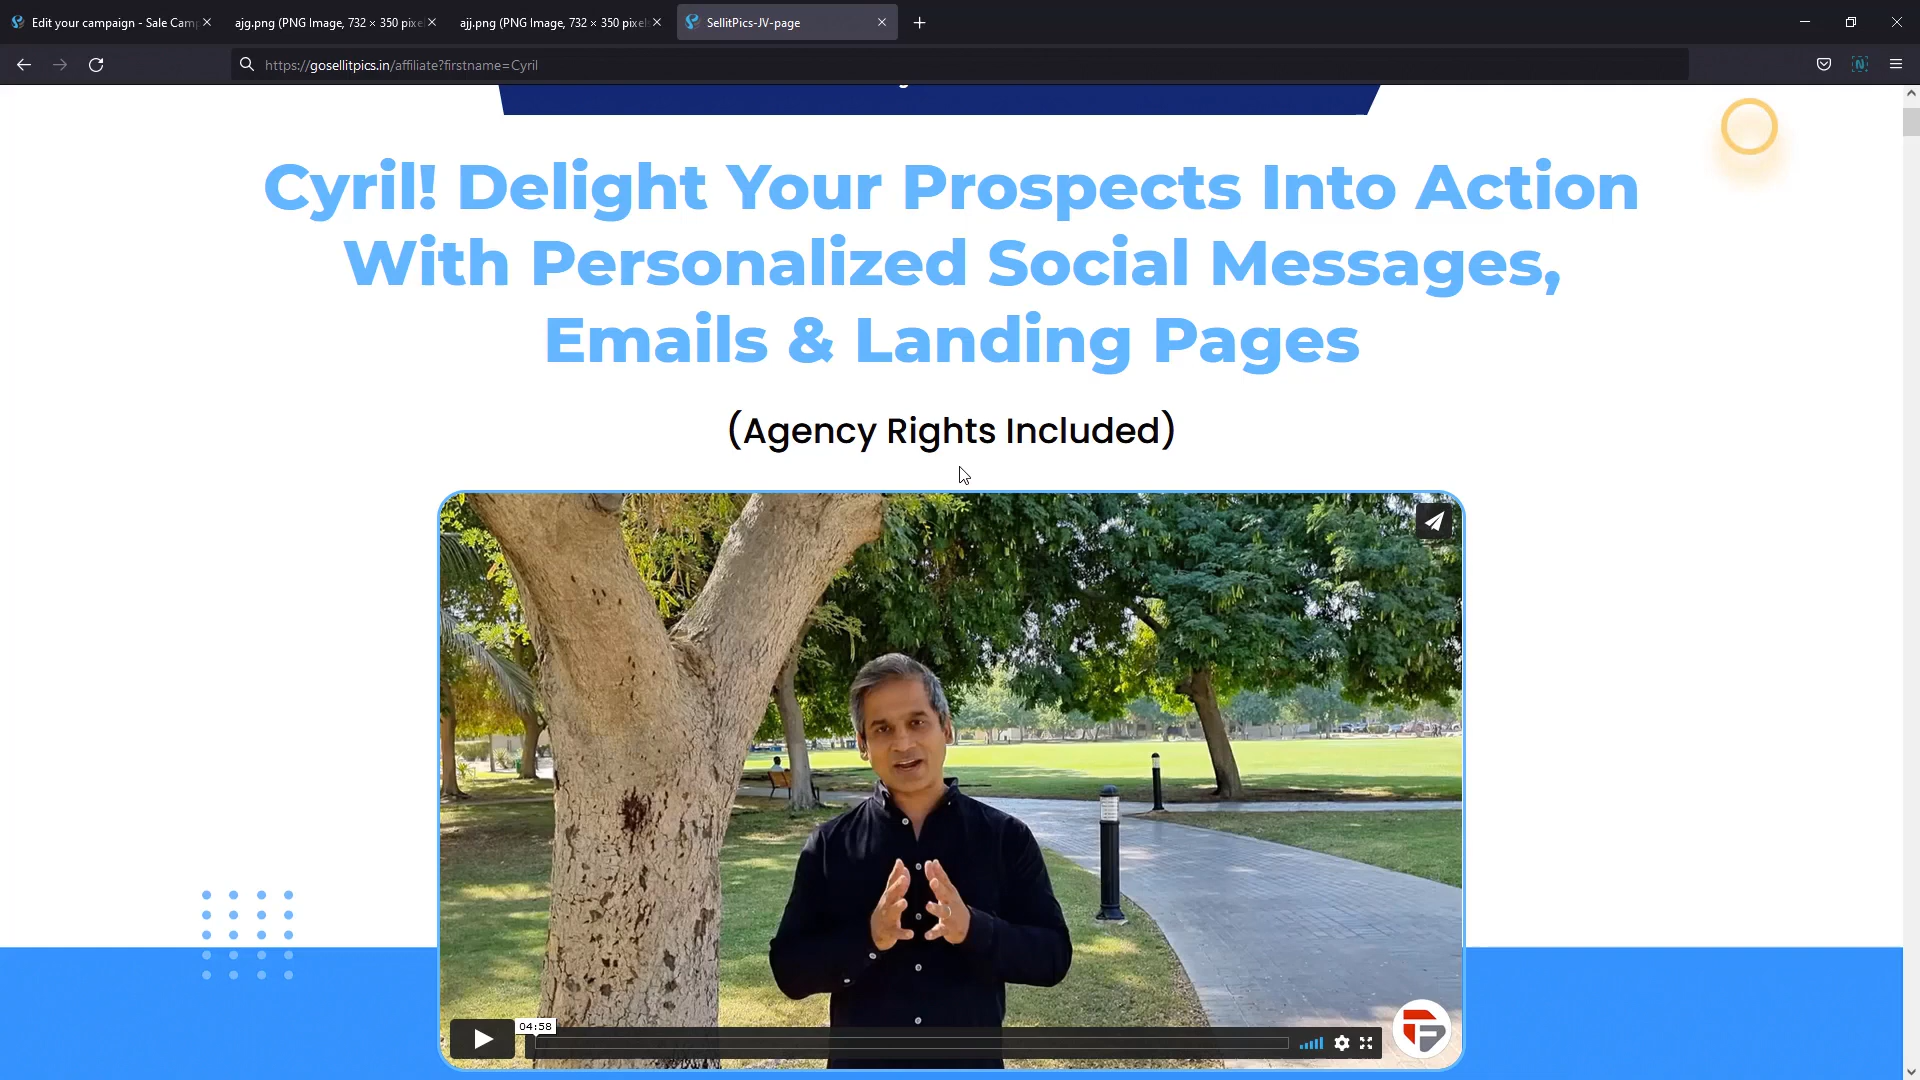 Edit your campaign - Sale Camp
ajg.png (PNG Image, 732 × 350 pixel
ajj.png (PNG Image, 732 × 350 pixels
SellitPics-JV-page
https://gosellitpics.in/affiliate?firstname=Cyril
Cyril! Delight Your Prospects Into Action
With Personalized Social Messages,
Emails & Landing Pages
(Agency Rights Included)
04:58